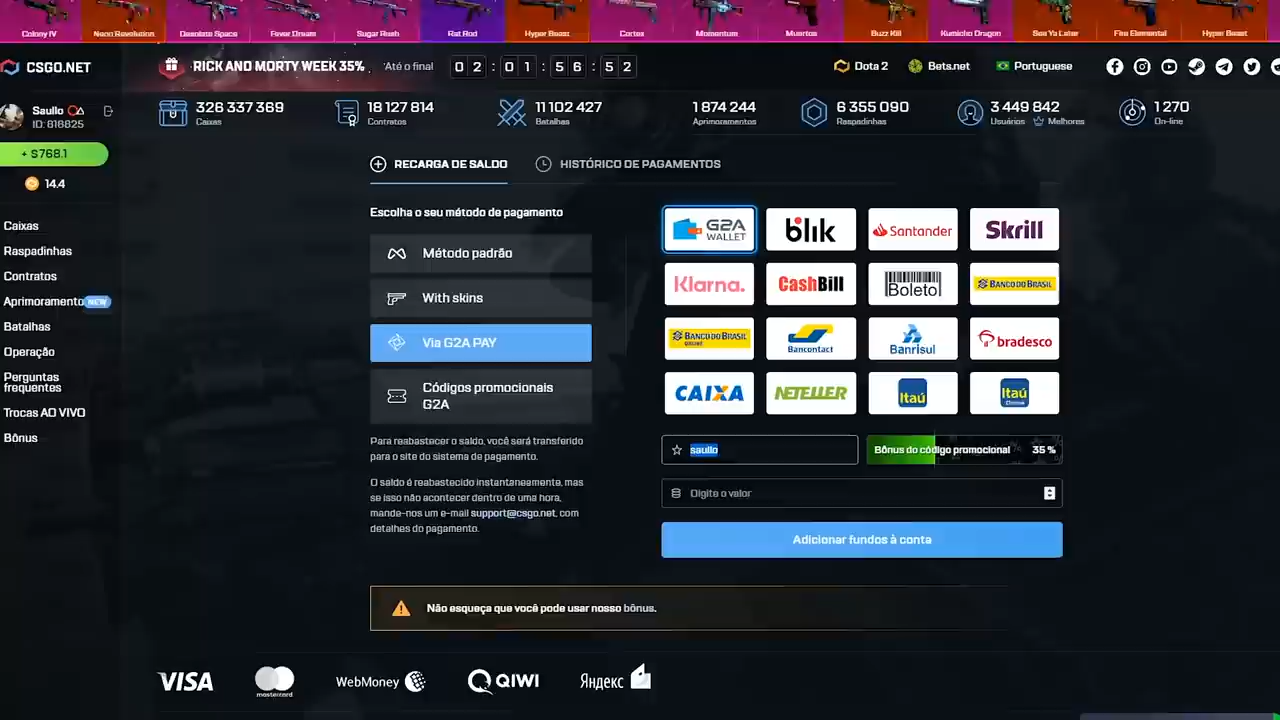 Colony IV
Neon Revolution
Desolate Space
Fever Dream
Sugar Rush
Rat Rod
Hyper Beast
Cortex
Momentum
Muertos
Buzz Kill
Kumicho Dragon
See Ya Later
Fire Elemental
Hyper Beast
CSGO.NET
RICK AND MORTY WEEK 35%
Até o final
02:01:56:52
Dota 2
Bets.net
Portuguese
Saullo
ID: 616825
326 337 369
Caixas
18 127 814
Contratos
11 102 427
Batalhas
1 874 244
Aprimoramentos
6 355 090
Raspadinhas
3 449 842
Usuários
Melhores
1 270
On-line
+ $768.1
14.4
Caixas
Raspadinhas
Contratos
Aprimoramento NEW
Batalhas
Operação
Perguntas
frequentes
Trocas AO VIVO
Bônus
RECARGA DE SALDO
HISTÓRICO DE PAGAMENTOS
Escolha o seu método de pagamento
Método padrão
With skins
Via G2A PAY
Códigos promocionais
G2A
Para reabastecer o saldo, você será transferido
para o site do sistema de pagamento.
O saldo é reabastecido instantaneamente, mas
se isso não acontecer dentro de uma hora,
mande-nos um e-mail support@csgo.net, com
detalhes do pagamento.
G2A
WALLET
blik
Santander
Skrill
Klarna.
CashBill
Boleto
BANCO DO BRASIL
BANCO DO BRASIL
Bancontact
Banrisul
bradesco
CAIXA
NETELLER
Itaú
Itaú
saullo
Bônus do código promocional 35 %
Digite o valor
Adicionar fundos à conta
Não esqueça que você pode usar nosso bônus.
VISA
mastercard
WebMoney
QIWI
Яндекс